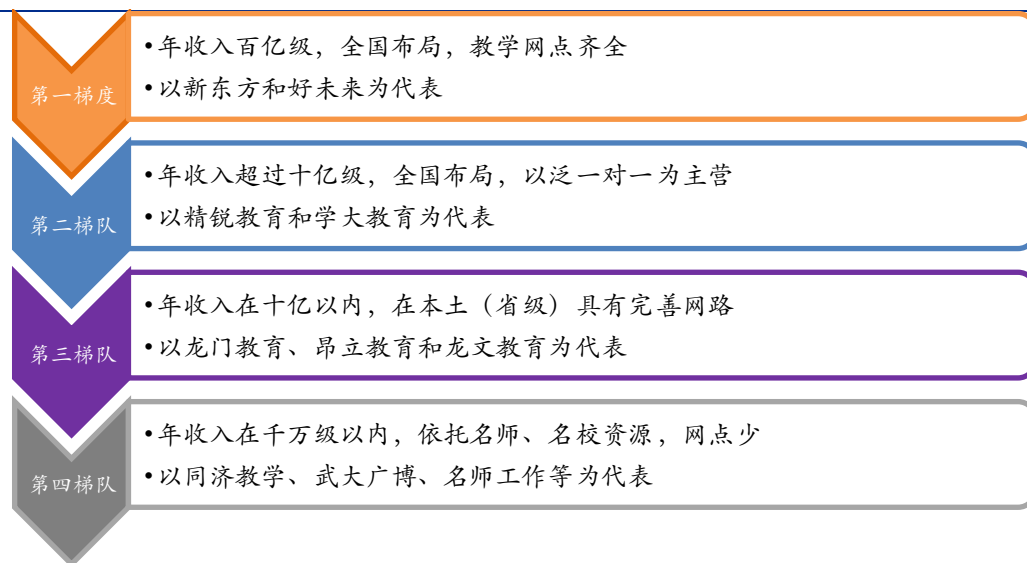 第一梯度
•年收入百亿级，全国布局，教学网点齐全
•以新东方和好未来为代表
第二梯队
•年收入超过十亿级，全国布局，以泛一对一为主营
•以精锐教育和学大教育为代表
第三梯队
•年收入在十亿以内，在本土（省级）具有完善网路
•以龙门教育、昂立教育和龙文教育为代表
第四梯队
•年收入在千万级以内，依托名师、名校资源，网点少
•以同济教学、武大广博、名师工作等为代表